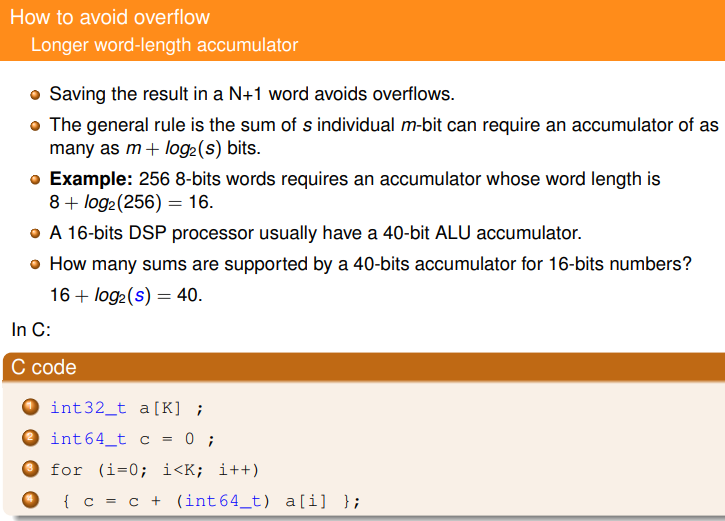 How to avoid overflow
Longer word-length accumulator
Saving the result in a N+1 word avoids overflows.
The general rule is the sum of s individual m-bit can require an accumulator of as
many as m + log₂(s) bits.
Example: 256 8-bits words requires an accumulator whose word length is
8 + log₂(256) = 16.
A 16-bits DSP processor usually have a 40-bit ALU accumulator.
How many sums are supported by a 40-bits accumulator for 16-bits numbers?
16 + log₂(s) = 40.
In C:
C code
1 int32_t a[K] ;
2 int64_t c = 0 ;
3 for (i=0; i<K; i++)
4 { c = c + (int64_t) a[i] };